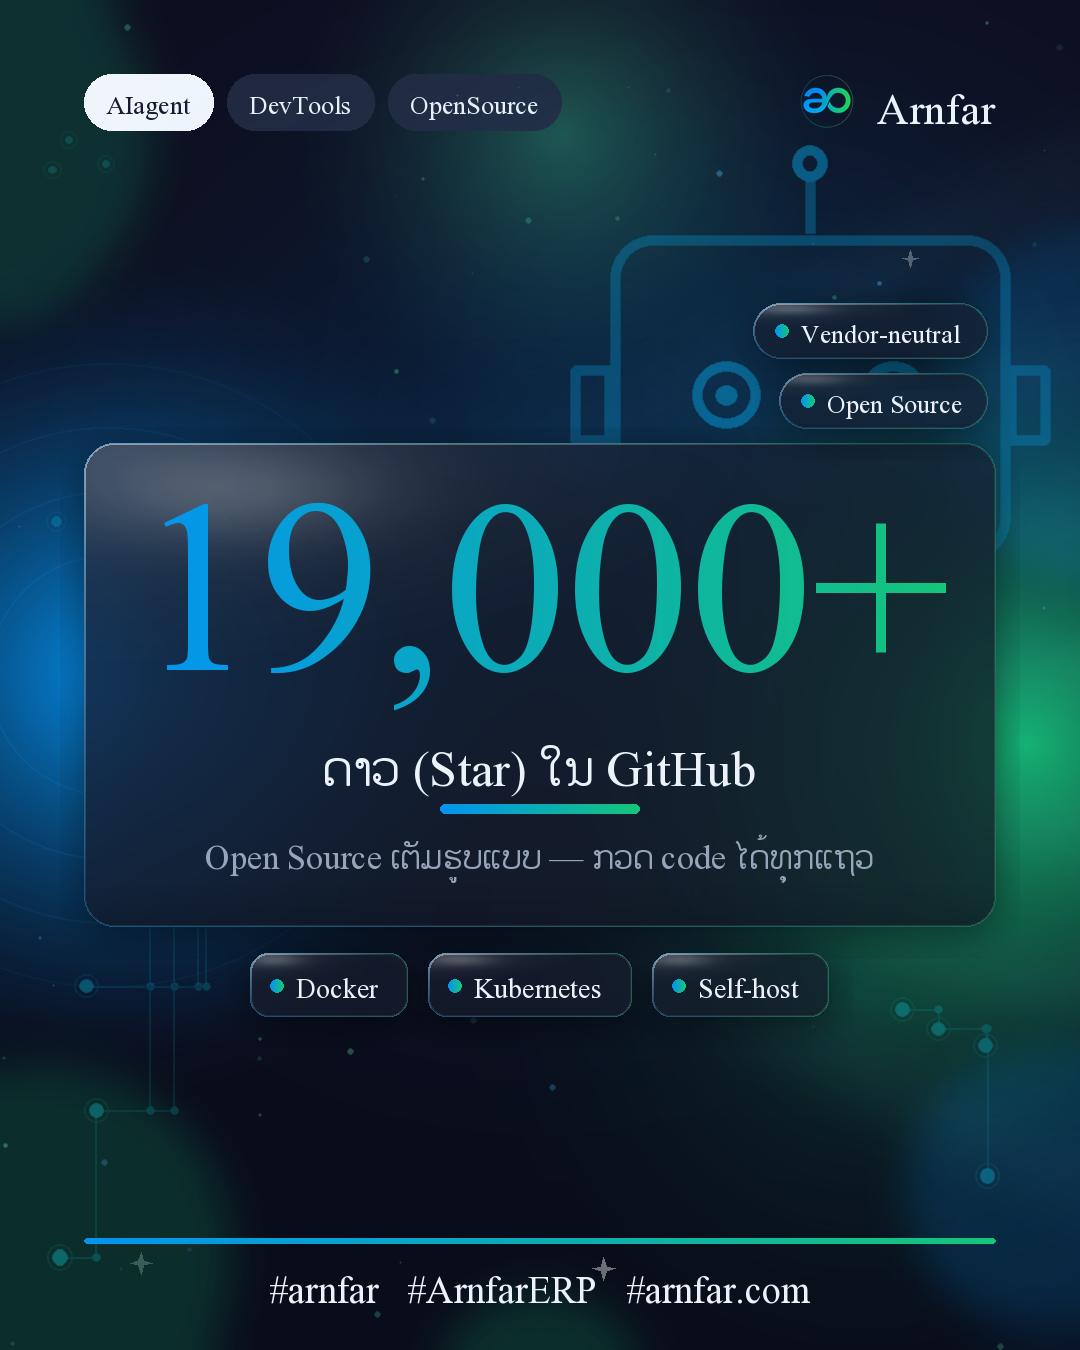 AIagent DevTools OpenSource
Arnfar
Vendor-neutral
Open Source
19,000+
ດາວ (Star) ໃນ GitHub
Open Source ເຕັມຮູບແບບ — ກວດ code ໄດ້ທຸກແຖວ
Docker Kubernetes Self-host
#arnfar #ArnfarERP #arnfar.com